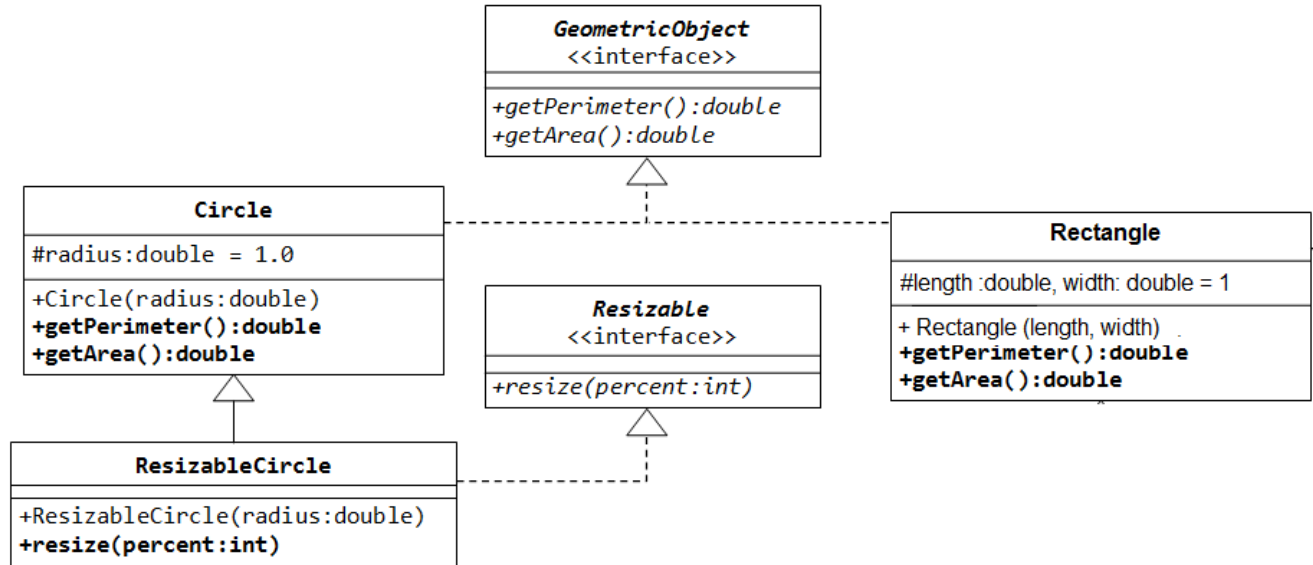 GeometricObject
<<interface>>
+getPerimeter():double
+getArea():double
Circle
#radius:double = 1.0
+Circle(radius:double)
+getPerimeter():double
+getArea():double
Resizable
<<interface>>
+resize(percent:int)
Rectangle
#length :double, width: double = 1
+ Rectangle (length, width) .
+getPerimeter():double
+getArea():double
ResizableCircle
+ResizableCircle(radius:double)
+resize(percent:int)